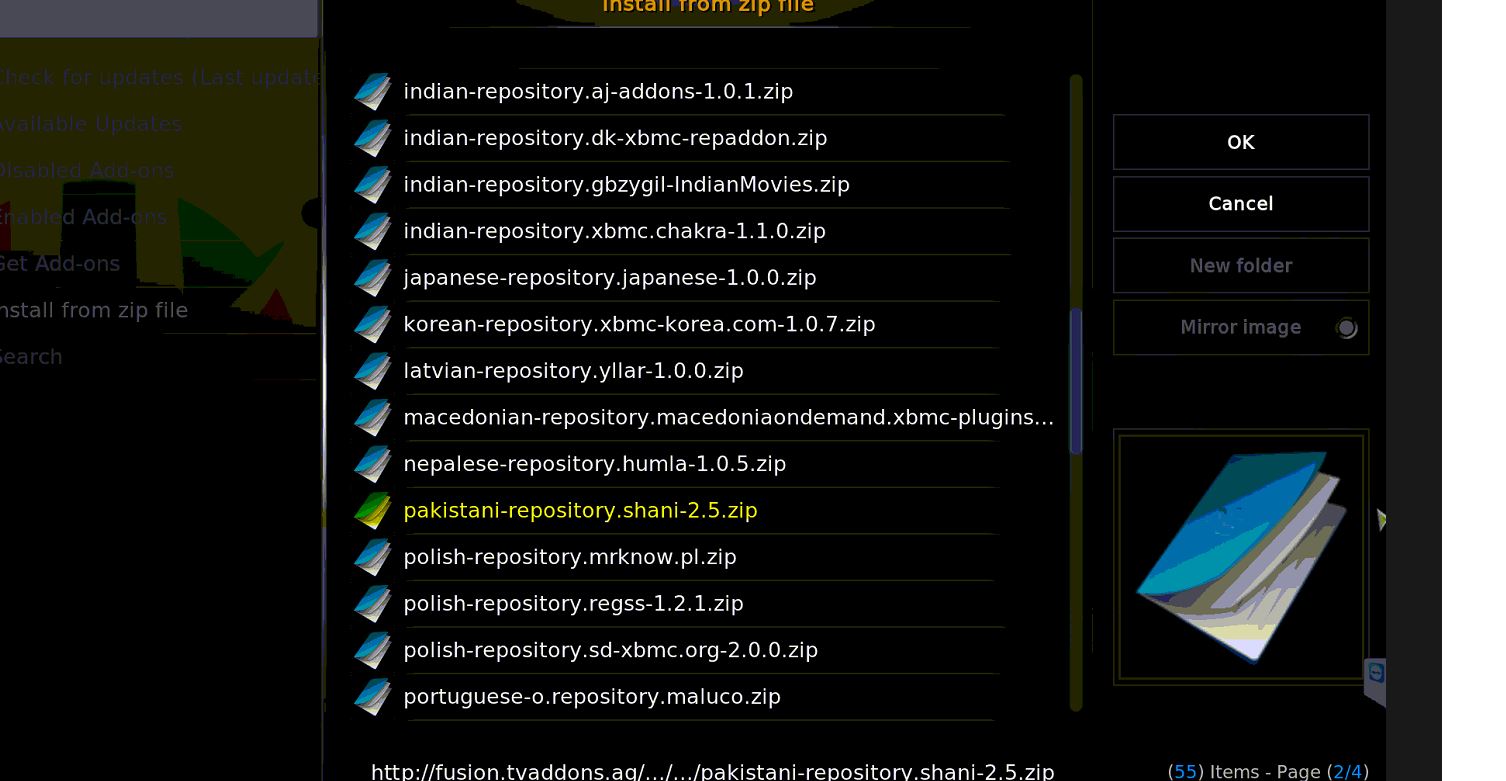 Install from zip file
Check for updates (Last update
Available Updates
Disabled Add-ons
Enabled Add-ons
Get Add-ons
Install from zip file
Search
indian-repository.aj-addons-1.0.1.zip
indian-repository.dk-xbmc-repaddon.zip
indian-repository.gbzygil-IndianMovies.zip
indian-repository.xbmc.chakra-1.1.0.zip
japanese-repository.japanese-1.0.0.zip
korean-repository.xbmc-korea.com-1.0.7.zip
latvian-repository.yllar-1.0.0.zip
macedonian-repository.macedoniaondemand.xbmc-plugins...
nepalese-repository.humla-1.0.5.zip
pakistani-repository.shani-2.5.zip
polish-repository.mrknow.pl.zip
polish-repository.regss-1.2.1.zip
polish-repository.sd-xbmc.org-2.0.0.zip
portuguese-o.repository.maluco.zip
OK
Cancel
New folder
Mirror image
http://fusion.tvaddons.ag/.../.../pakistani-repository.shani-2.5.zip
(55) Items - Page (2/4)